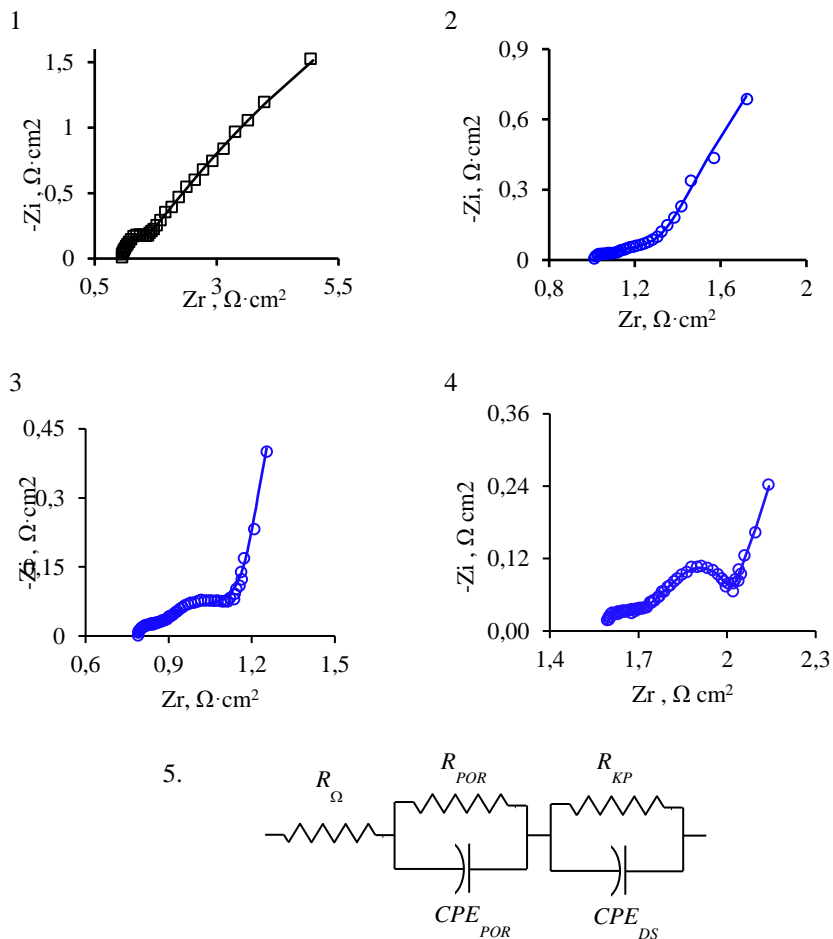 1
1,5
1
0,5
0
-Zi , Ω·cm2
0,5
3
5,5
Zr , Ω·cm²
2
0,9
0,6
0,3
0
-Zi, Ω·cm2
0,8
1,2
1,6
2
Zr, Ω·cm²
3
0,45
0,3
0,15
0
, Ω·cm2
0,6
0,9
1,2
1,5
Zr, Ω·cm²
4
0,36
0,24
0,12
0,00
-Zi , Ω cm2
1,4
1,7
2
2,3
Zr , Ω cm²
5.
R_Ω
R_POR
R_KP
CPE_POR
CPE_DS